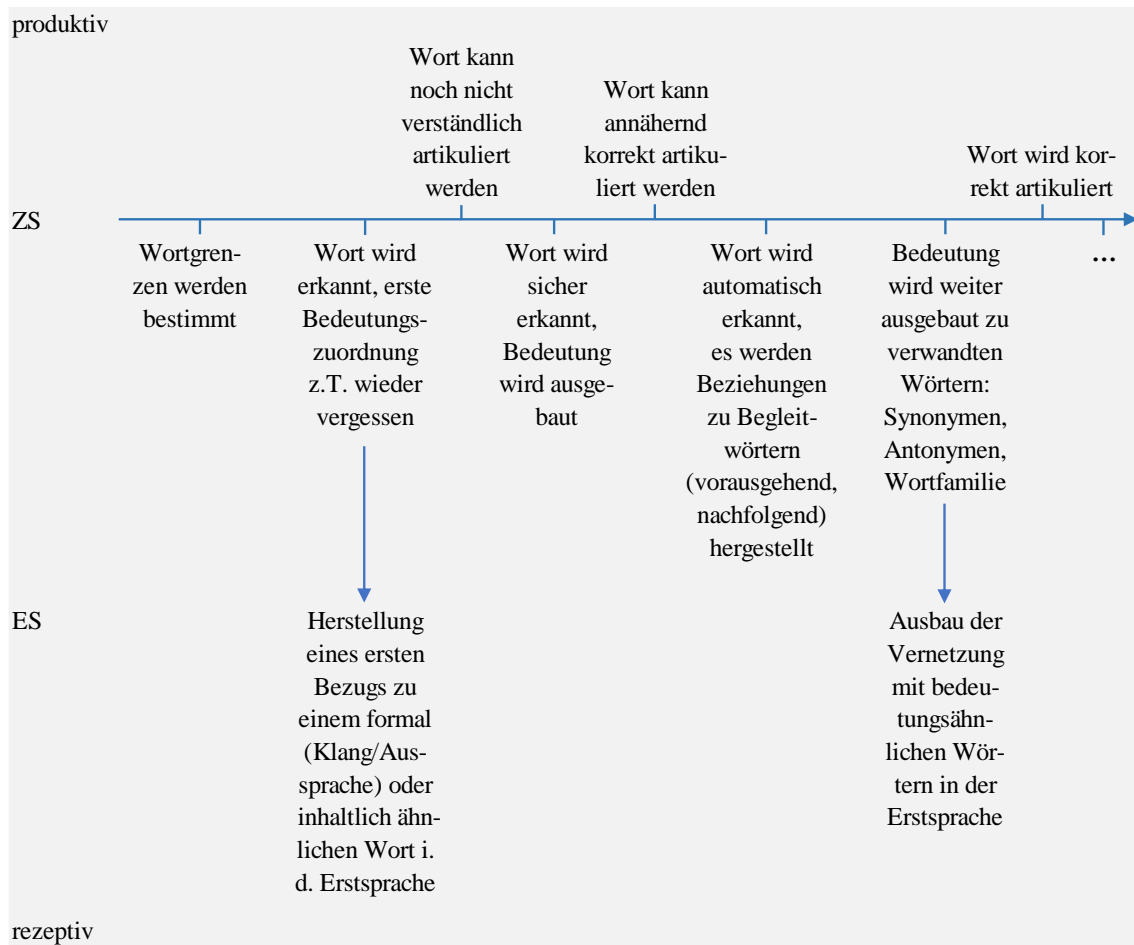 produktiv
Wort kann
noch nicht
verständlich
artikuliert
werden
Wort kann
annähernd
korrekt artiku-
liert werden
Wort wird kor-
rekt artikuliert
ZS
Wortgren-
zen werden
bestimmt
Wort wird
erkannt, erste
Bedeutungs-
zuordnung
z.T. wieder
vergessen
Wort wird
sicher
erkannt,
Bedeutung
wird ausge-
baut
Wort wird
automatisch
erkannt,
es werden
Beziehungen
zu Begleit-
wörtern
(vorausgehend,
nachfolgend)
hergestellt
Bedeutung
wird weiter
ausgebaut zu
verwandten
Wörtern:
Synonymen,
Antonymen,
Wortfamilie
…
ES
Herstellung
eines ersten
Bezugs zu
einem formal
(Klang/Aus-
sprache) oder
inhaltlich ähn-
lichen Wort i.
d. Erstsprache
Ausbau der
Vernetzung
mit bedeu-
tungsähn-
lichen Wör-
tern in der
Erstsprache
rezeptiv